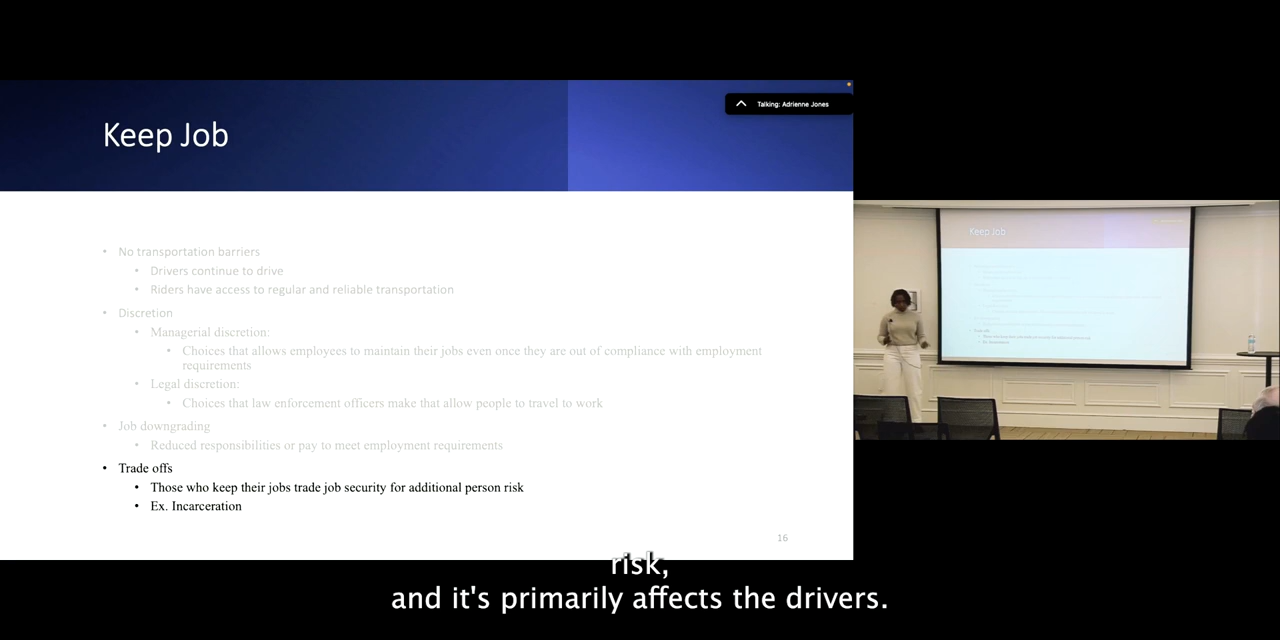 Talking: Adrienne Jones
Keep Job
• No transportation barriers
• Drivers continue to drive
• Riders have access to regular and reliable transportation
• Discretion
• Managerial discretion:
• Choices that allows employees to maintain their jobs even once they are out of compliance with employment
requirements
• Legal discretion:
• Choices that law enforcement officers make that allow people to travel to work
• Job downgrading
• Reduced responsibilities or pay to meet employment requirements
• Trade offs
• Those who keep their jobs trade job security for additional person risk
• Ex. Incarceration
16
Keep Job
risk,
and it's primarily affects the drivers.